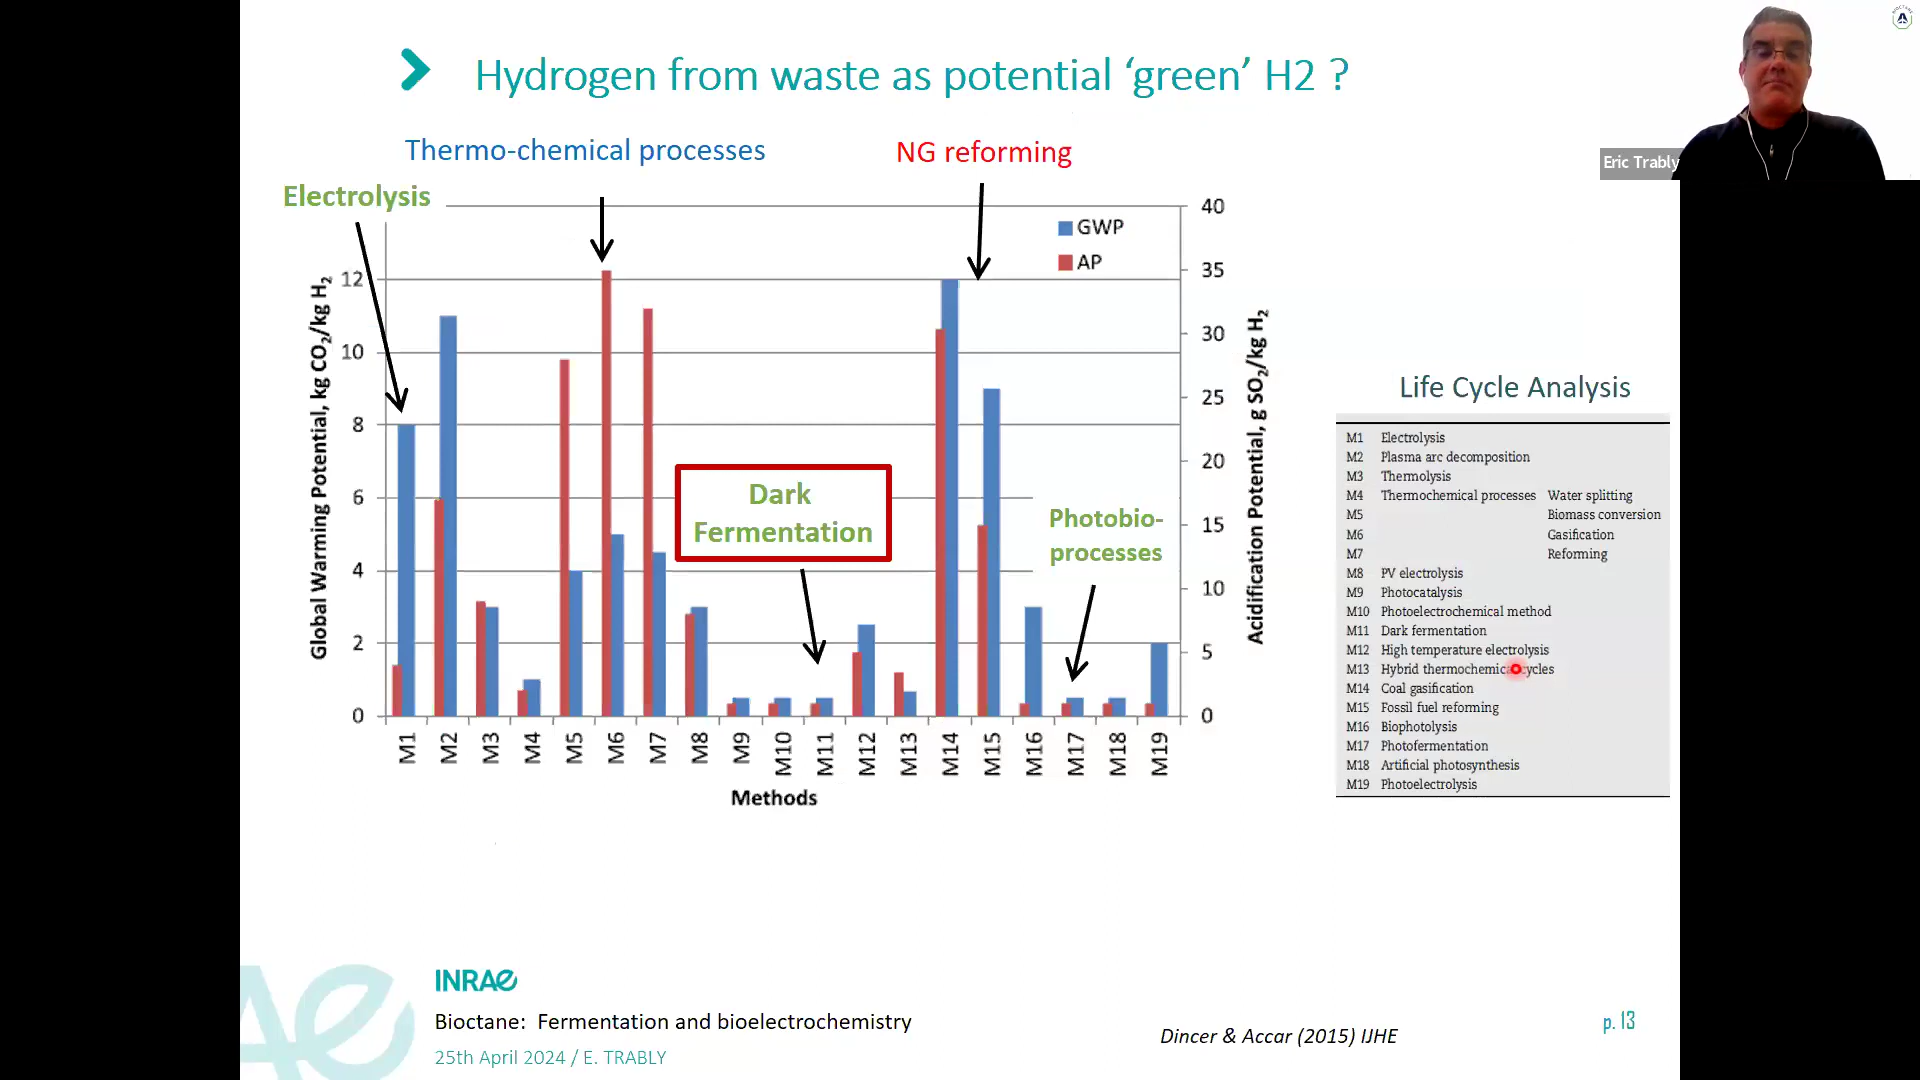 Hydrogen from waste as potential ‘green’ H2 ?
Thermo-chemical processes
NG reforming
Electrolysis
Eric Trably
GWP
AP
Global Warming Potential, kg CO2/kg H2
12
10
8
6
4
2
0
40
35
30
25
20
15
10
5
0
Acidification Potential, g SO2/kg H2
Dark
Fermentation
Photobio-
processes
M1 M2 M3 M4 M5 M6 M7 M8 M9 M10 M11 M12 M13 M14 M15 M16 M17 M18 M19
Methods
Life Cycle Analysis
M1 Electrolysis
M2 Plasma arc decomposition
M3 Thermolysis
M4 Thermochemical processes Water splitting
M5 Biomass conversion
M6 Gasification
M7 Reforming
M8 PV electrolysis
M9 Photocatalysis
M10 Photoelectrochemical method
M11 Dark fermentation
M12 High temperature electrolysis
M13 Hybrid thermochemical cycles
M14 Coal gasification
M15 Fossil fuel reforming
M16 Biophotolysis
M17 Photofermentation
M18 Artificial photosynthesis
M19 Photoelectrolysis
INRAE
Bioctane: Fermentation and bioelectrochemistry
25th April 2024 / E. TRABLY
Dincer & Accar (2015) IJHE
p. 13